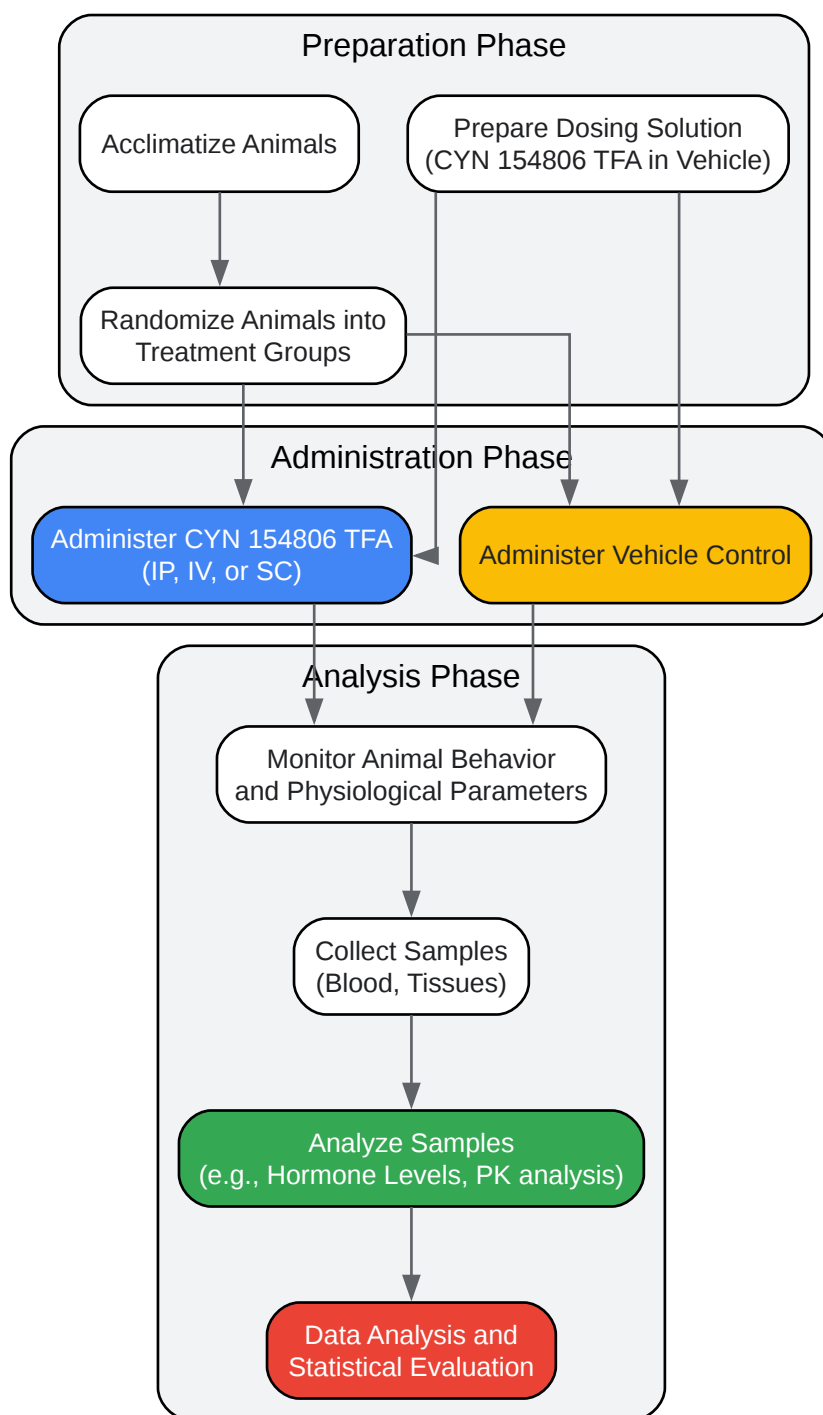 Preparation Phase
Acclimatize Animals
Prepare Dosing Solution
(CYN 154806 TFA in Vehicle)
Randomize Animals into
Treatment Groups
Administration Phase
Administer CYN 154806 TFA
(IP, IV, or SC)
Administer Vehicle Control
Analysis Phase
Monitor Animal Behavior
and Physiological Parameters
Collect Samples
(Blood, Tissues)
Analyze Samples
(e.g., Hormone Levels, PK analysis)
Data Analysis and
Statistical Evaluation